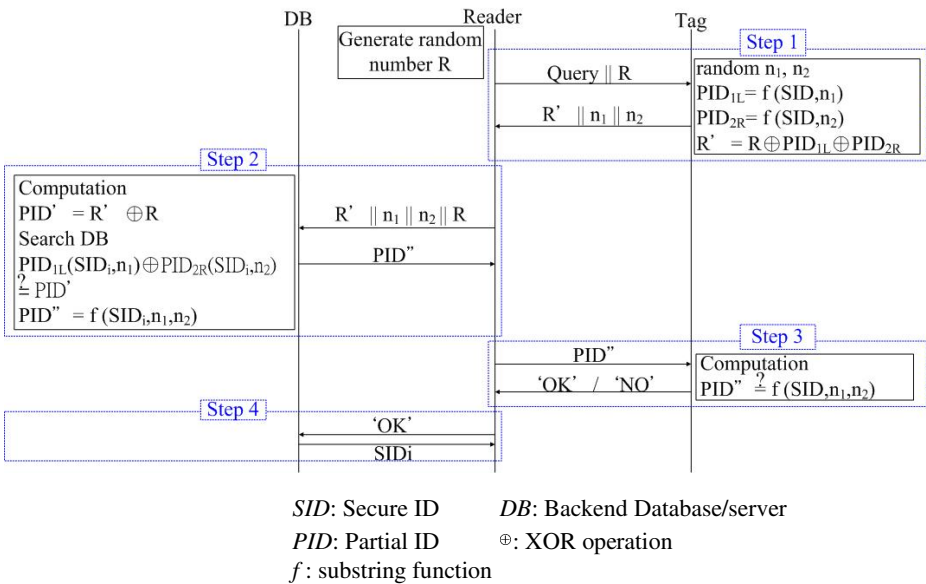 DB
Reader
Tag
Generate random
number R
Step 1
Query || R
random n₁, n₂
PID₁L= f (SID,n₁)
PID₂R= f (SID,n₂)
R’ = R⊕PID₁L⊕PID₂R
R’ || n₁ || n₂
Step 2
Computation
PID’ = R’ ⊕R
Search DB
PID₁L(SIDᵢ,n₁)⊕PID₂R(SIDᵢ,n₂)
≟ PID’
PID” = f (SIDᵢ,n₁,n₂)
R’ || n₁ || n₂ || R
PID”
Step 3
PID”
‘OK’ / ‘NO’
Computation
PID” ≟ f (SID,n₁,n₂)
Step 4
‘OK’
SIDi
SID: Secure ID DB: Backend Database/server
PID: Partial ID ⊕: XOR operation
f : substring function